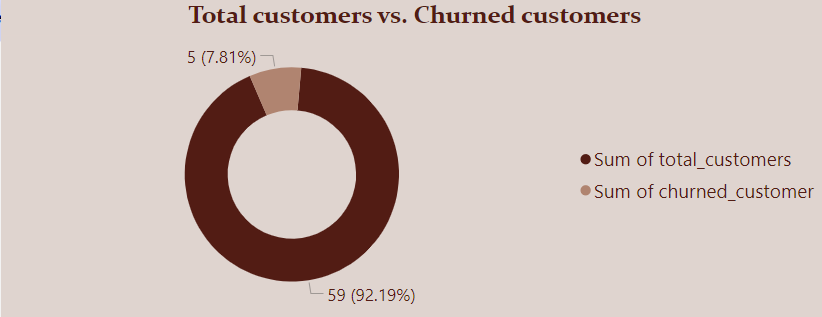 Total customers vs. Churned customers
5 (7.81%)
Sum of total_customers
Sum of churned_customer
59 (92.19%)